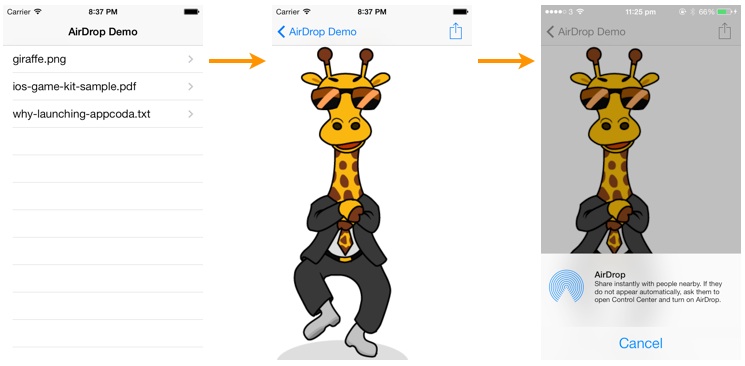 Carrier 8:37 PM
AirDrop Demo
giraffe.png
ios-game-kit-sample.pdf
why-launching-appcoda.txt
Carrier 8:37 PM
AirDrop Demo
3 11:25 pm 66%
AirDrop Demo
AirDrop
Share instantly with people nearby. If they
do not appear automatically, ask them to
open Control Center and turn on AirDrop.
Cancel